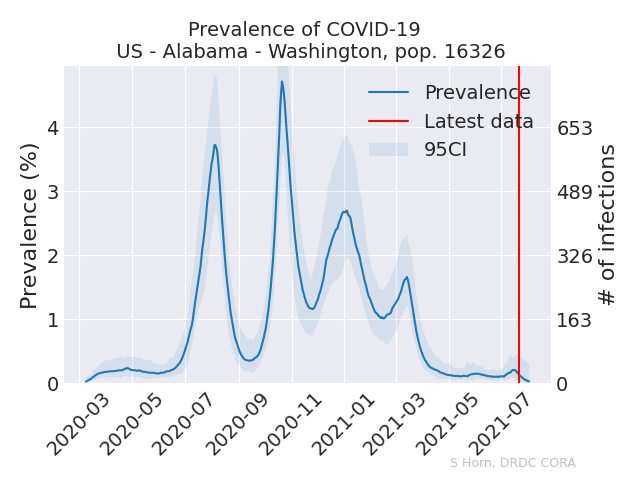 Prevalence of COVID-19
US - Alabama - Washington, pop. 16326
Prevalence
Latest data
95CI
Prevalence (%)
4
3
2
1
0
653
489
326
163
0
# of infections
2020-03
2020-05
2020-07
2020-09
2020-11
2021-01
2021-03
2021-05
2021-07
S Horn, DRDC CORA